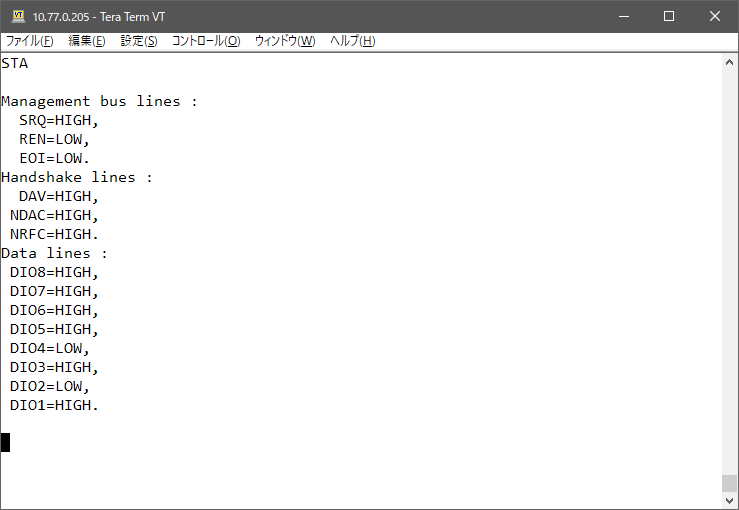 10.77.0.205 - Tera Term VT
ファイル(F) 編集(E) 設定(S) コントロール(O) ウィンドウ(W) ヘルプ(H)
STA
Management bus lines :
SRQ=HIGH,
REN=LOW,
EOI=LOW.
Handshake lines :
DAV=HIGH,
NDAC=HIGH,
NRFC=HIGH.
Data lines :
DIO8=HIGH,
DIO7=HIGH,
DIO6=HIGH,
DIO5=HIGH,
DIO4=LOW,
DIO3=HIGH,
DIO2=LOW,
DIO1=HIGH.